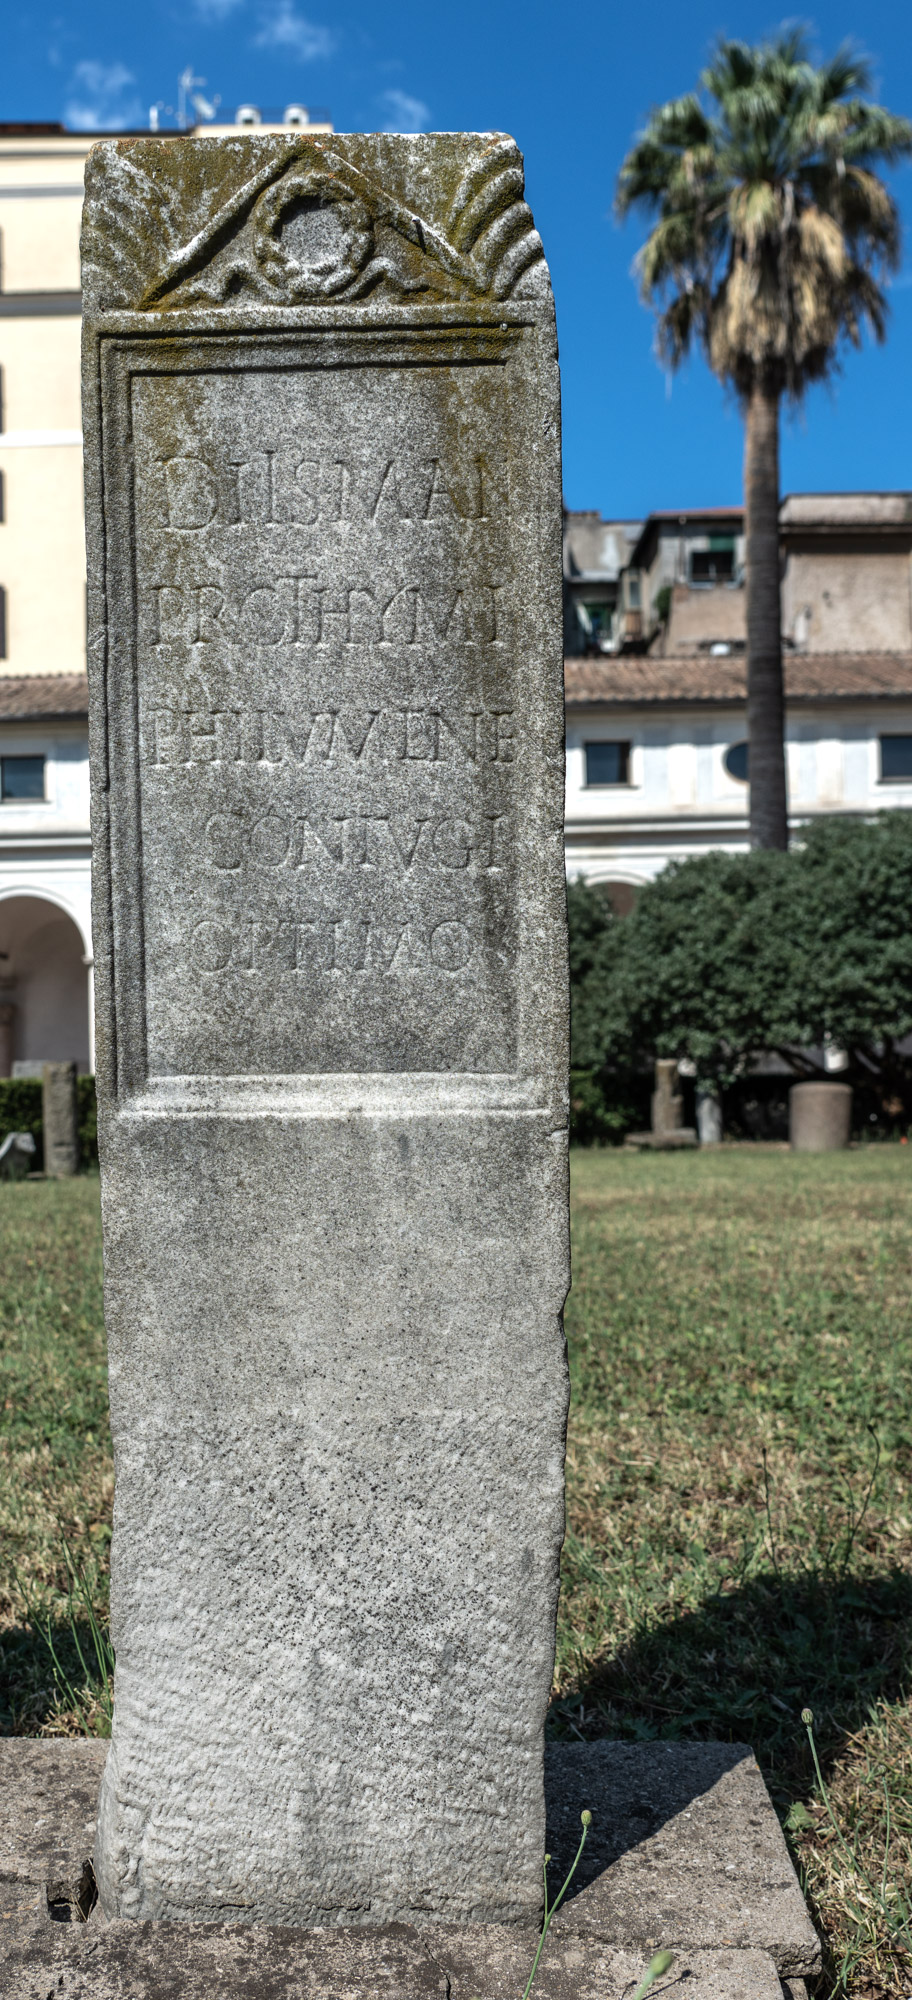 DIIS·MAN
PROTHYMI
PHILVMENE
CONIVGI
OPTIMO